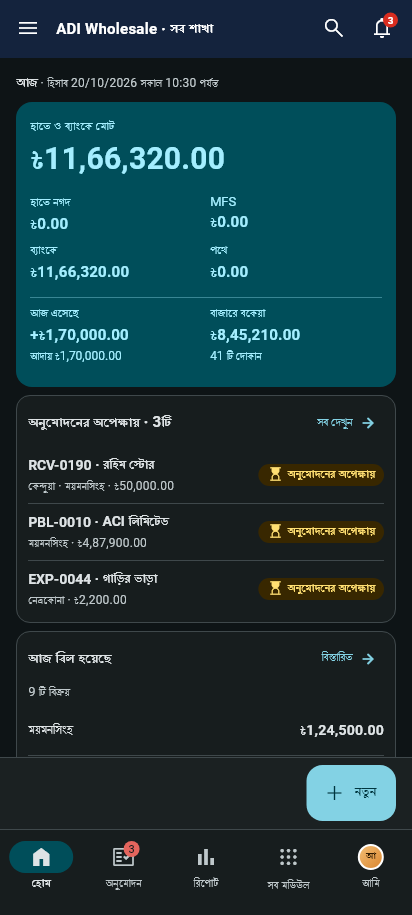 ADI Wholesale · সব শাখা
3
আজ · হিসাব 20/10/2026 সকাল 10:30 পর্যন্ত
হাতে ও ব্যাংকে মোট
৳11,66,320.00
হাতে নগদ
MFS
৳0.00
৳0.00
ব্যাংকে
পথে
৳11,66,320.00
৳0.00
আজ এসেছে
বাজারে বকেয়া
+৳1,70,000.00
৳8,45,210.00
আদায় ৳1,70,000.00
41 টি দোকান
অনুমোদনের অপেক্ষায় · 3টি
সব দেখুন
RCV-0190 · রহিম স্টোর
কেন্দুয়া · ময়মনসিংহ · ৳50,000.00
অনুমোদনের অপেক্ষায়
PBL-0010 · ACI লিমিটেড
ময়মনসিংহ · ৳4,87,900.00
অনুমোদনের অপেক্ষায়
EXP-0044 · গাড়ির ভাড়া
নেত্রকোনা · ৳2,200.00
অনুমোদনের অপেক্ষায়
আজ বিল হয়েছে
বিস্তারিত
9 টি বিক্রয়
ময়মনসিংহ
৳1,24,500.00
নতুন
3
আ
হোম
অনুমোদন
রিপোর্ট
সব মডিউল
আমি